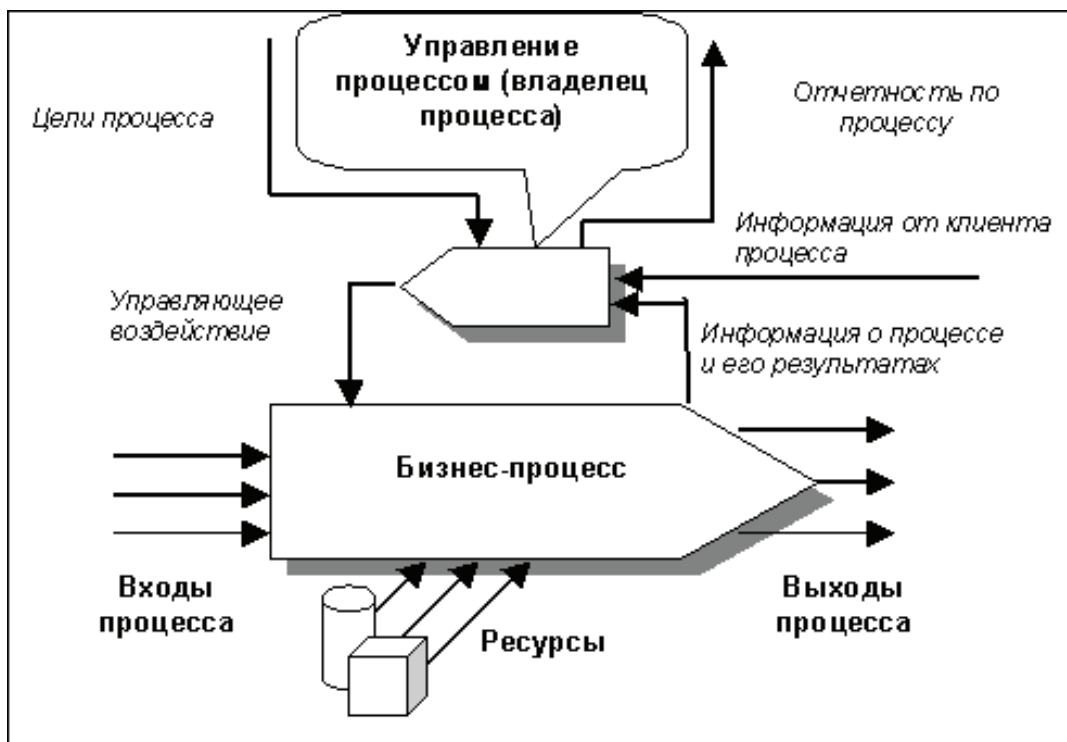 Управление
процессом (владелец
процесса)
Цели процесса
Отчетность по
процессу
Информация от клиента
процесса
Управляющее
воздействие
Информация о процессе
и его результатах
Бизнес-процесс
Входы
процесса
Ресурсы
Выходы
процесса